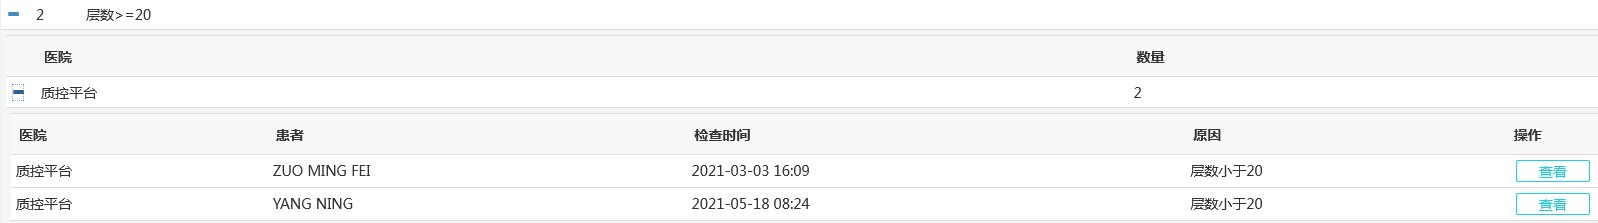 2 层数>=20
医院 数量
质控平台 2
医院 患者 检查时间 原因 操作
质控平台 ZUO MING FEI 2021-03-03 16:09 层数小于20 查看
质控平台 YANG NING 2021-05-18 08:24 层数小于20 查看